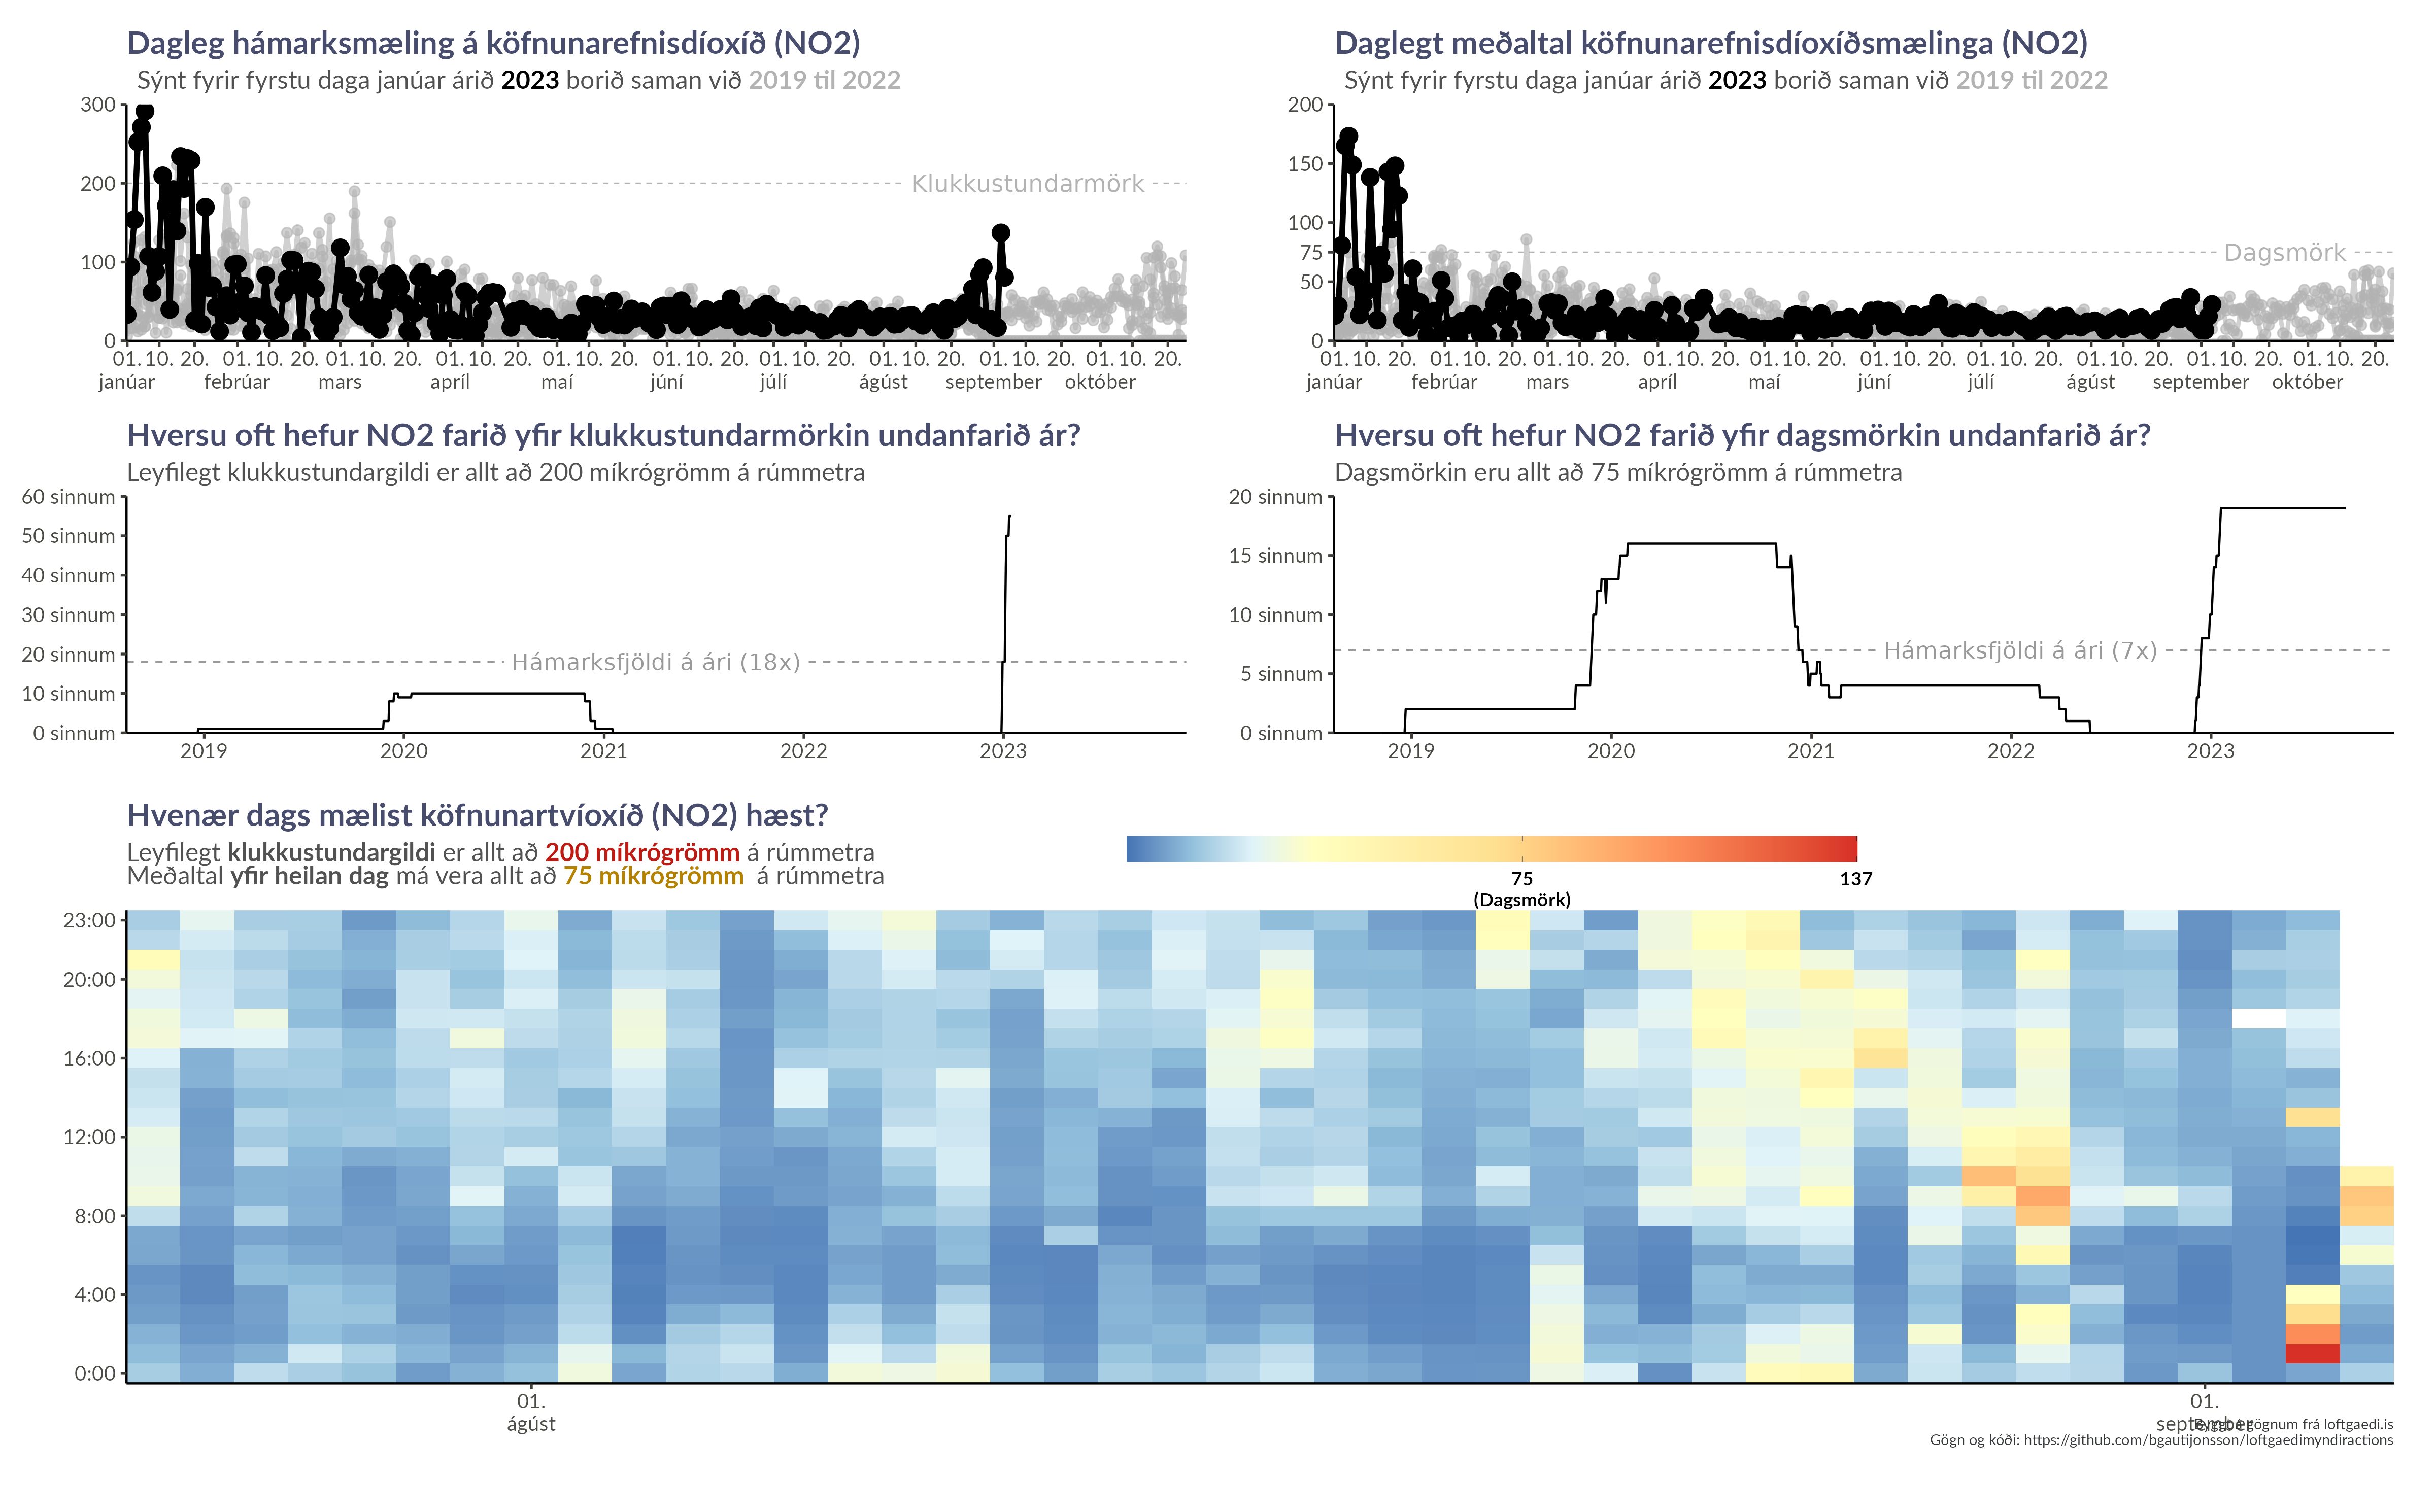 Dagleg hámarksmæling á köfnunarefnisdíoxíð (NO2)
Sýnt fyrir fyrstu daga janúar árið 2023 borið saman við 2019 til 2022
300
200
100
0
Klukkustundarmörk
01. 10. 20. 01. 10. 20. 01. 10. 20. 01. 10. 20. 01. 10. 20. 01. 10. 20. 01. 10. 20. 01. 10. 20. 01. 10. 20. 01. 10. 20.
janúar febrúar mars apríl maí júní júlí ágúst september október
Daglegt meðaltal köfnunarefnisdíoxíðsmælinga (NO2)
Sýnt fyrir fyrstu daga janúar árið 2023 borið saman við 2019 til 2022
200
150
100
75
50
0
Dagsmörk
01. 10. 20. 01. 10. 20. 01. 10. 20. 01. 10. 20. 01. 10. 20. 01. 10. 20. 01. 10. 20. 01. 10. 20. 01. 10. 20. 01. 10. 20.
janúar febrúar mars apríl maí júní júlí ágúst september október
Hversu oft hefur NO2 farið yfir klukkustundarmörkin undanfarið ár?
Leyfilegt klukkustundargildi er allt að 200 míkrógrömm á rúmmetra
60 sinnum
50 sinnum
40 sinnum
30 sinnum
20 sinnum
10 sinnum
0 sinnum
Hámarksfjöldi á ári (18x)
2019 2020 2021 2022 2023
Hversu oft hefur NO2 farið yfir dagsmörkin undanfarið ár?
Dagsmörkin eru allt að 75 míkrógrömm á rúmmetra
20 sinnum
15 sinnum
10 sinnum
5 sinnum
0 sinnum
Hámarksfjöldi á ári (7x)
2019 2020 2021 2022 2023
Hvenær dags mælist köfnunartvíoxíð (NO2) hæst?
Leyfilegt klukkustundargildi er allt að 200 míkrógrömm á rúmmetra
Meðaltal yfir heilan dag má vera allt að 75 míkrógrömm á rúmmetra
75 137
(Dagsmörk)
23:00
20:00
16:00
12:00
8:00
4:00
0:00
01. 01.
ágúst september
Byggt á gögnum frá loftgaedi.is
Gögn og kóði: https://github.com/bgautijonsson/loftgaedimyndiractions